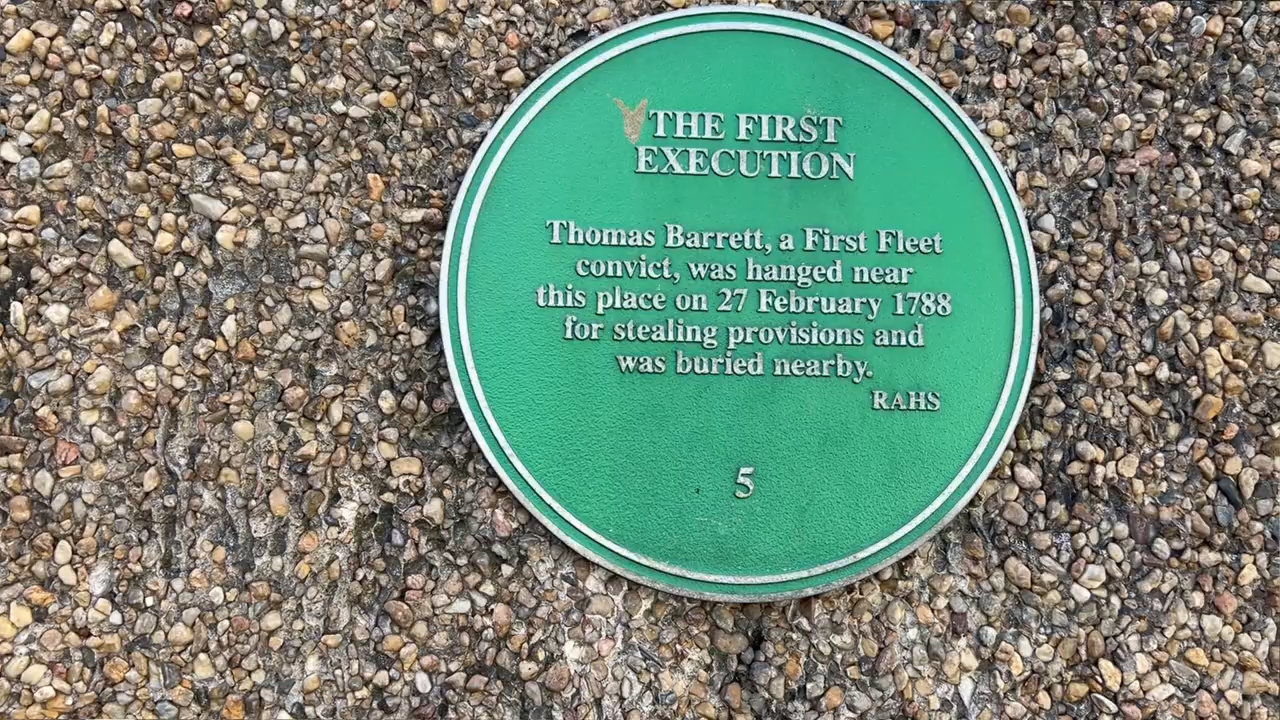 THE FIRST
EXECUTION
Thomas Barrett, a First Fleet
convict, was hanged near
this place on 27 February 1788
for stealing provisions and
was buried nearby.
RAHS
5